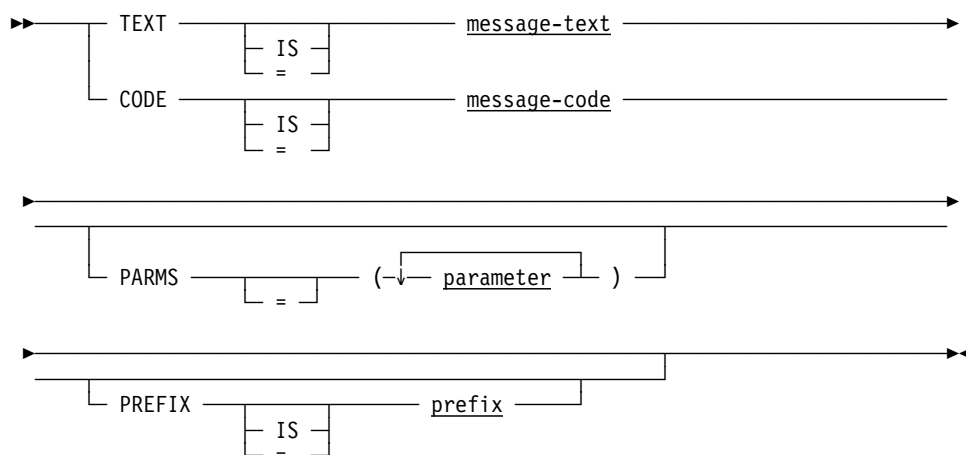 TEXT IS = message-text
CODE IS = message-code
PARMS = ( parameter )
PREFIX IS = prefix